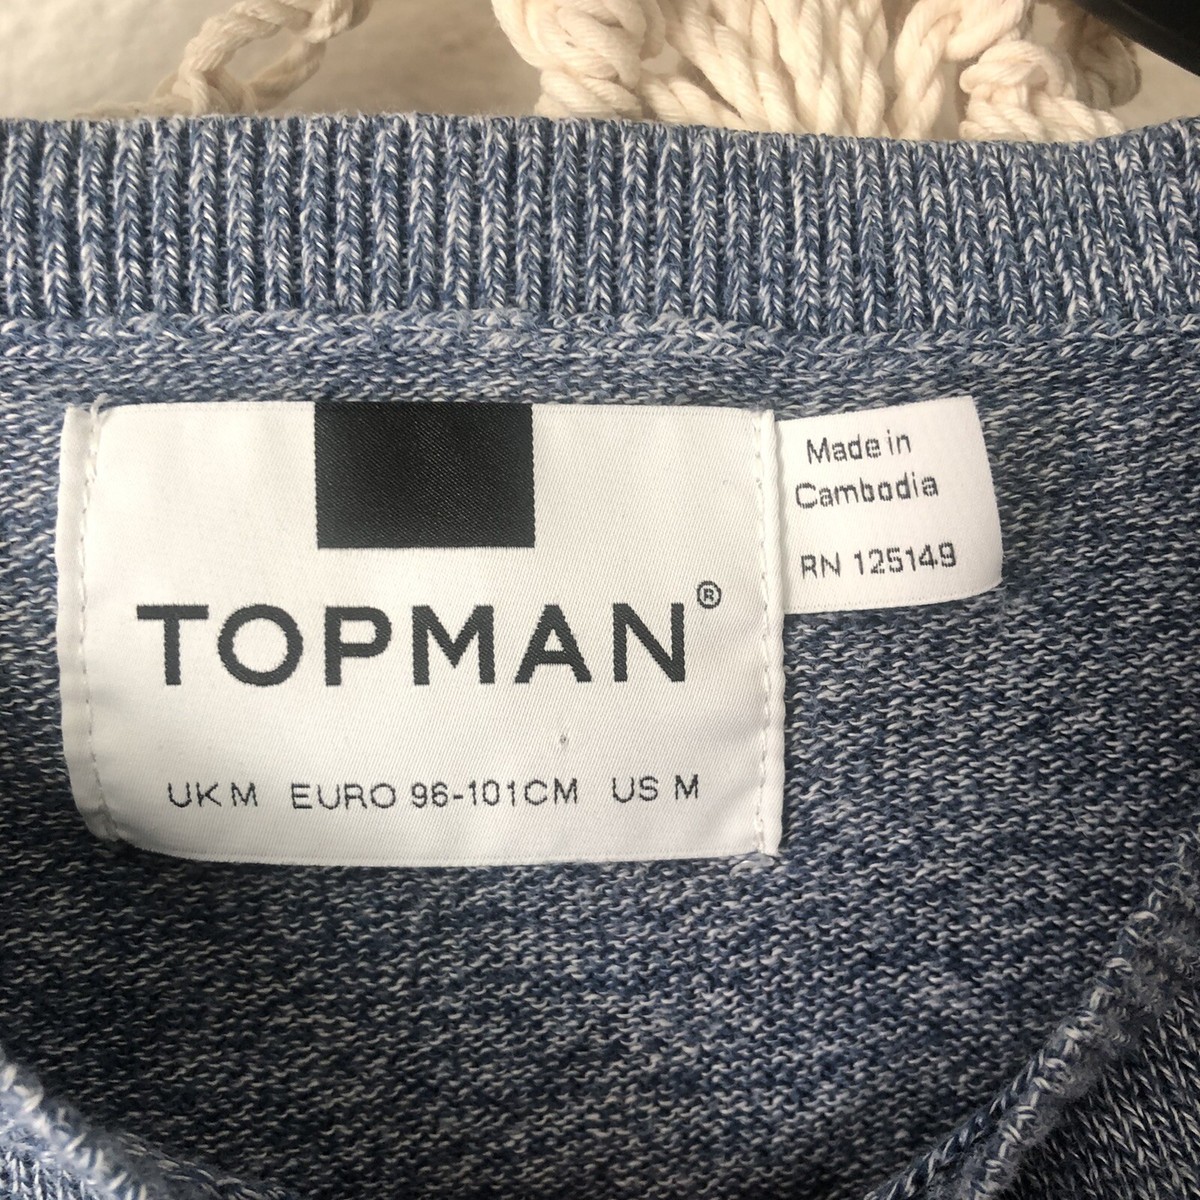 TOPMAN®
UK M EURO 96-101CM US M
Made in
Cambodia
RN 125149